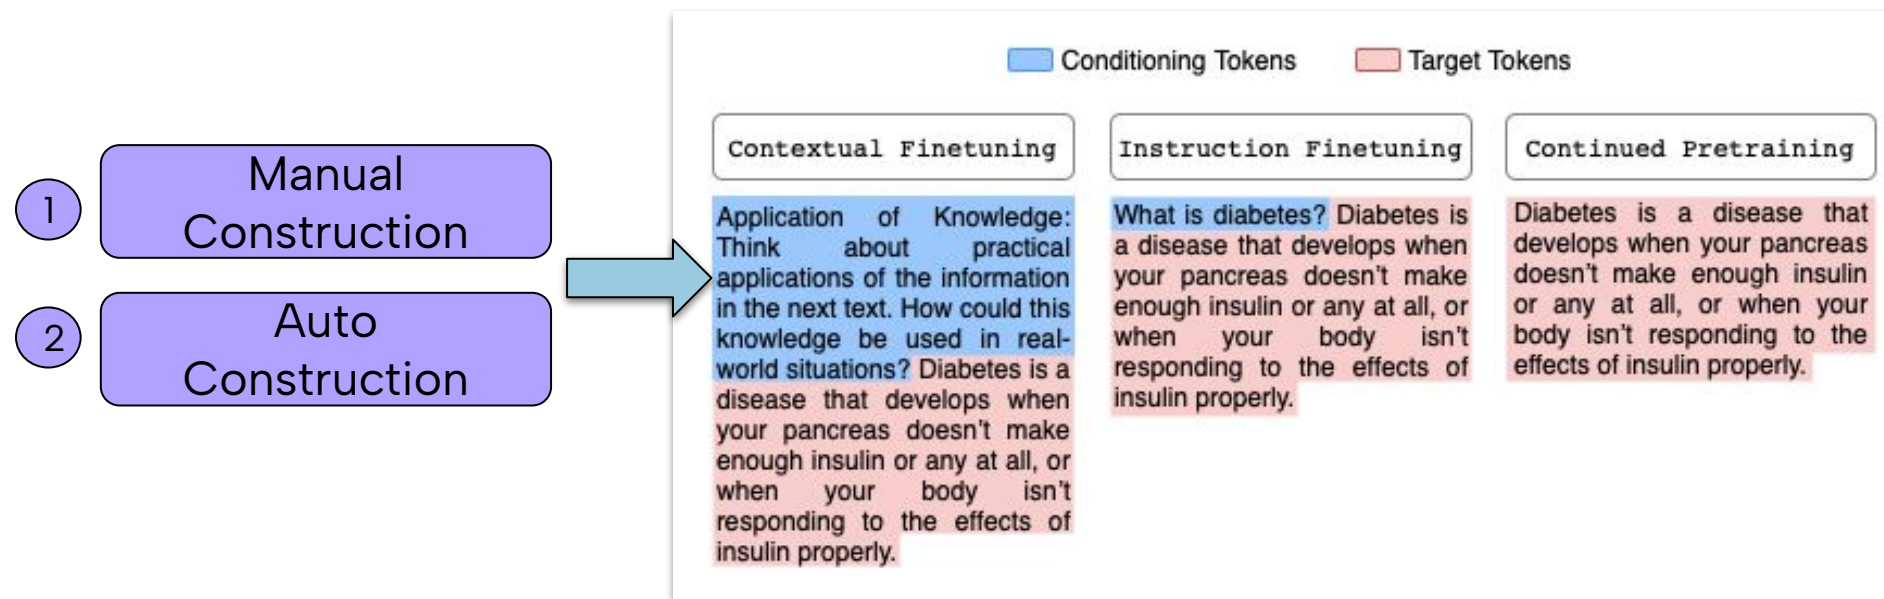 1
Manual
Construction
2
Auto
Construction
Conditioning Tokens
Target Tokens
Contextual Finetuning
Application of Knowledge:
Think about practical
applications of the information
in the next text. How could this
knowledge be used in real-
world situations? Diabetes is a
disease that develops when
your pancreas doesn't make
enough insulin or any at all, or
when your body isn't
responding to the effects of
insulin properly.
Instruction Finetuning
What is diabetes? Diabetes is
a disease that develops when
your pancreas doesn't make
enough insulin or any at all, or
when your body isn't
responding to the effects of
insulin properly.
Continued Pretraining
Diabetes is a disease that
develops when your pancreas
doesn't make enough insulin
or any at all, or when your
body isn't responding to the
effects of insulin properly.